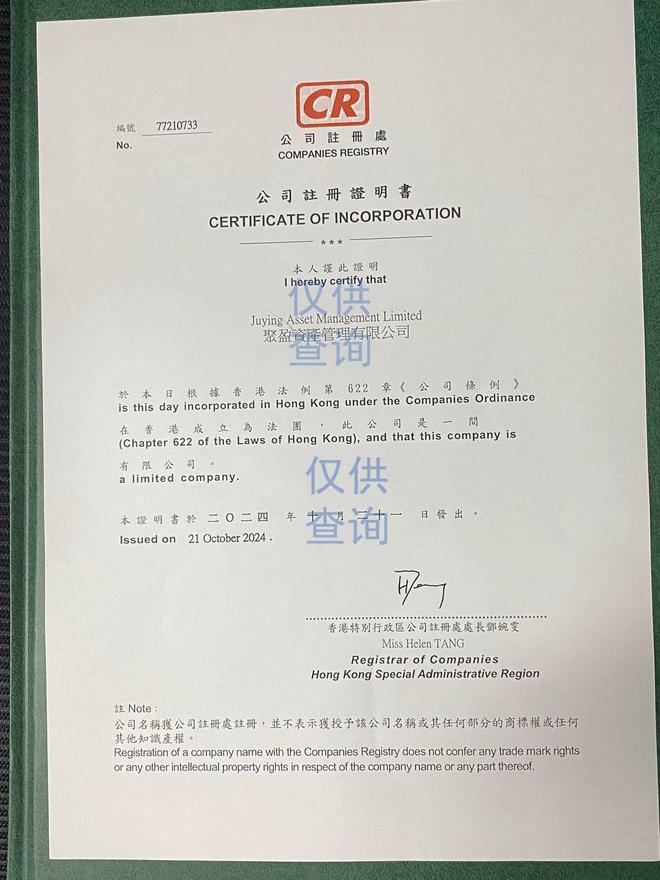 CR
公司註冊處
COMPANIES REGISTRY
編號 77210733
No.
公司註冊證明書
CERTIFICATE OF INCORPORATION
***
本人謹此證明
I hereby certify that
仅供
查询
Juying Asset Management Limited
聚盈資產管理有限公司
於本日根據香港法例第622章《公司條例》
is this day incorporated in Hong Kong under the Companies Ordinance
在香港成立為法團，此公司是一間
(Chapter 622 of the Laws of Hong Kong), and that this company is
有限公司。
a limited company.
仅供
查询
本證明書於二〇二四年十月二十一日發出。
Issued on 21 October 2024.
香港特別行政區公司註冊處處長鄧婉雯
Miss Helen TANG
Registrar of Companies
Hong Kong Special Administrative Region
註 Note:
公司名稱獲公司註冊處註冊，並不表示獲授予該公司名稱或其任何部分的商標權或任何
其他知識產權。
Registration of a company name with the Companies Registry does not confer any trade mark rights
or any other intellectual property rights in respect of the company name or any part thereof.